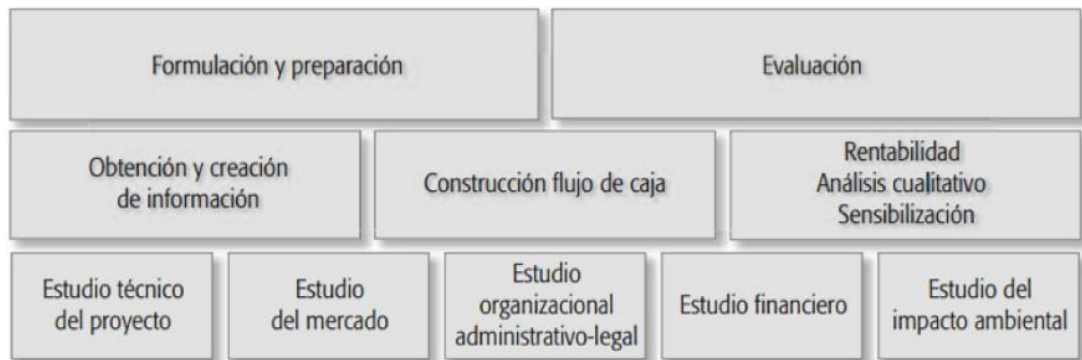 Formulación y preparación
Evaluación
Obtención y creación
de información
Construcción flujo de caja
Rentabilidad
Análisis cualitativo
Sensibilización
Estudio técnico
del proyecto
Estudio
del mercado
Estudio
organizacional
administrativo-legal
Estudio financiero
Estudio del
impacto ambiental